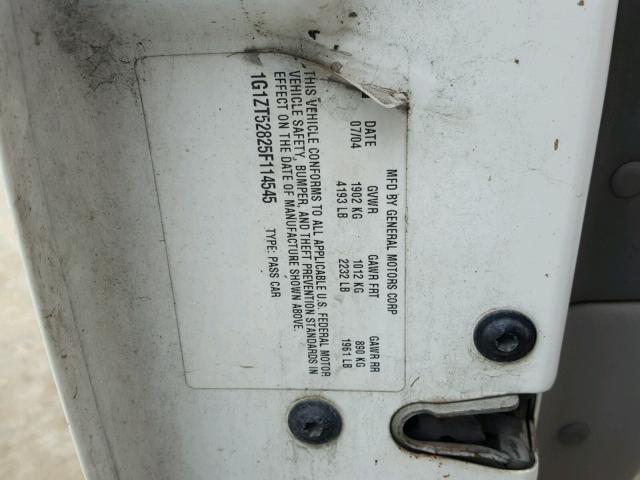 MFD BY GENERAL MOTORS CORP
DATE GVWR GAWR FRT GAWR RR
07/04 1902 KG 1012 KG 890 KG
4193 LB 2232 LB 1961 LB
THIS VEHICLE CONFORMS TO ALL APPLICABLE U.S. FEDERAL MOTOR
VEHICLE SAFETY, BUMPER, AND THEFT PREVENTION STANDARDS IN
EFFECT ON THE DATE OF MANUFACTURE SHOWN ABOVE.
1G1ZT52825F114545 TYPE: PASS CAR